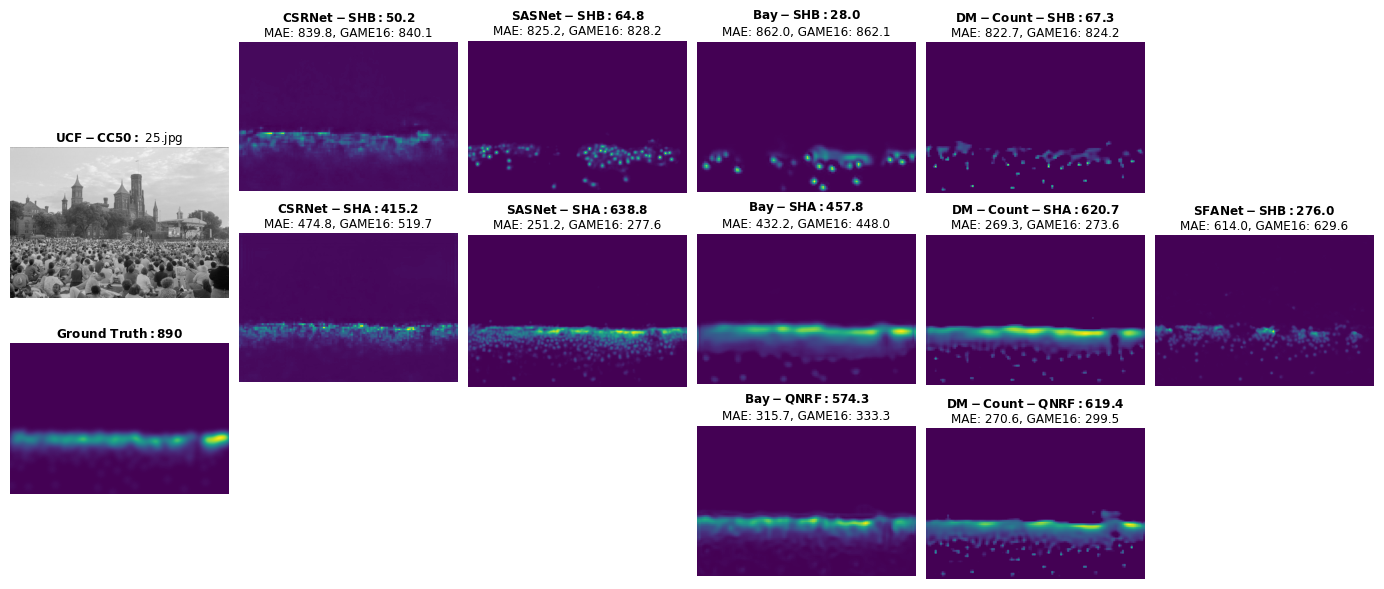 UCF-CC50: 25.jpg
Ground Truth: 890
CSRNet-SHB: 50.2
MAE: 839.8, GAME16: 840.1
SASNet-SHB: 64.8
MAE: 825.2, GAME16: 828.2
Bay-SHB: 28.0
MAE: 862.0, GAME16: 862.1
DM-Count-SHB: 67.3
MAE: 822.7, GAME16: 824.2
CSRNet-SHA: 415.2
MAE: 474.8, GAME16: 519.7
SASNet-SHA: 638.8
MAE: 251.2, GAME16: 277.6
Bay-SHA: 457.8
MAE: 432.2, GAME16: 448.0
DM-Count-SHA: 620.7
MAE: 269.3, GAME16: 273.6
SFANet-SHB: 276.0
MAE: 614.0, GAME16: 629.6
Bay-QNRF: 574.3
MAE: 315.7, GAME16: 333.3
DM-Count-QNRF: 619.4
MAE: 270.6, GAME16: 299.5